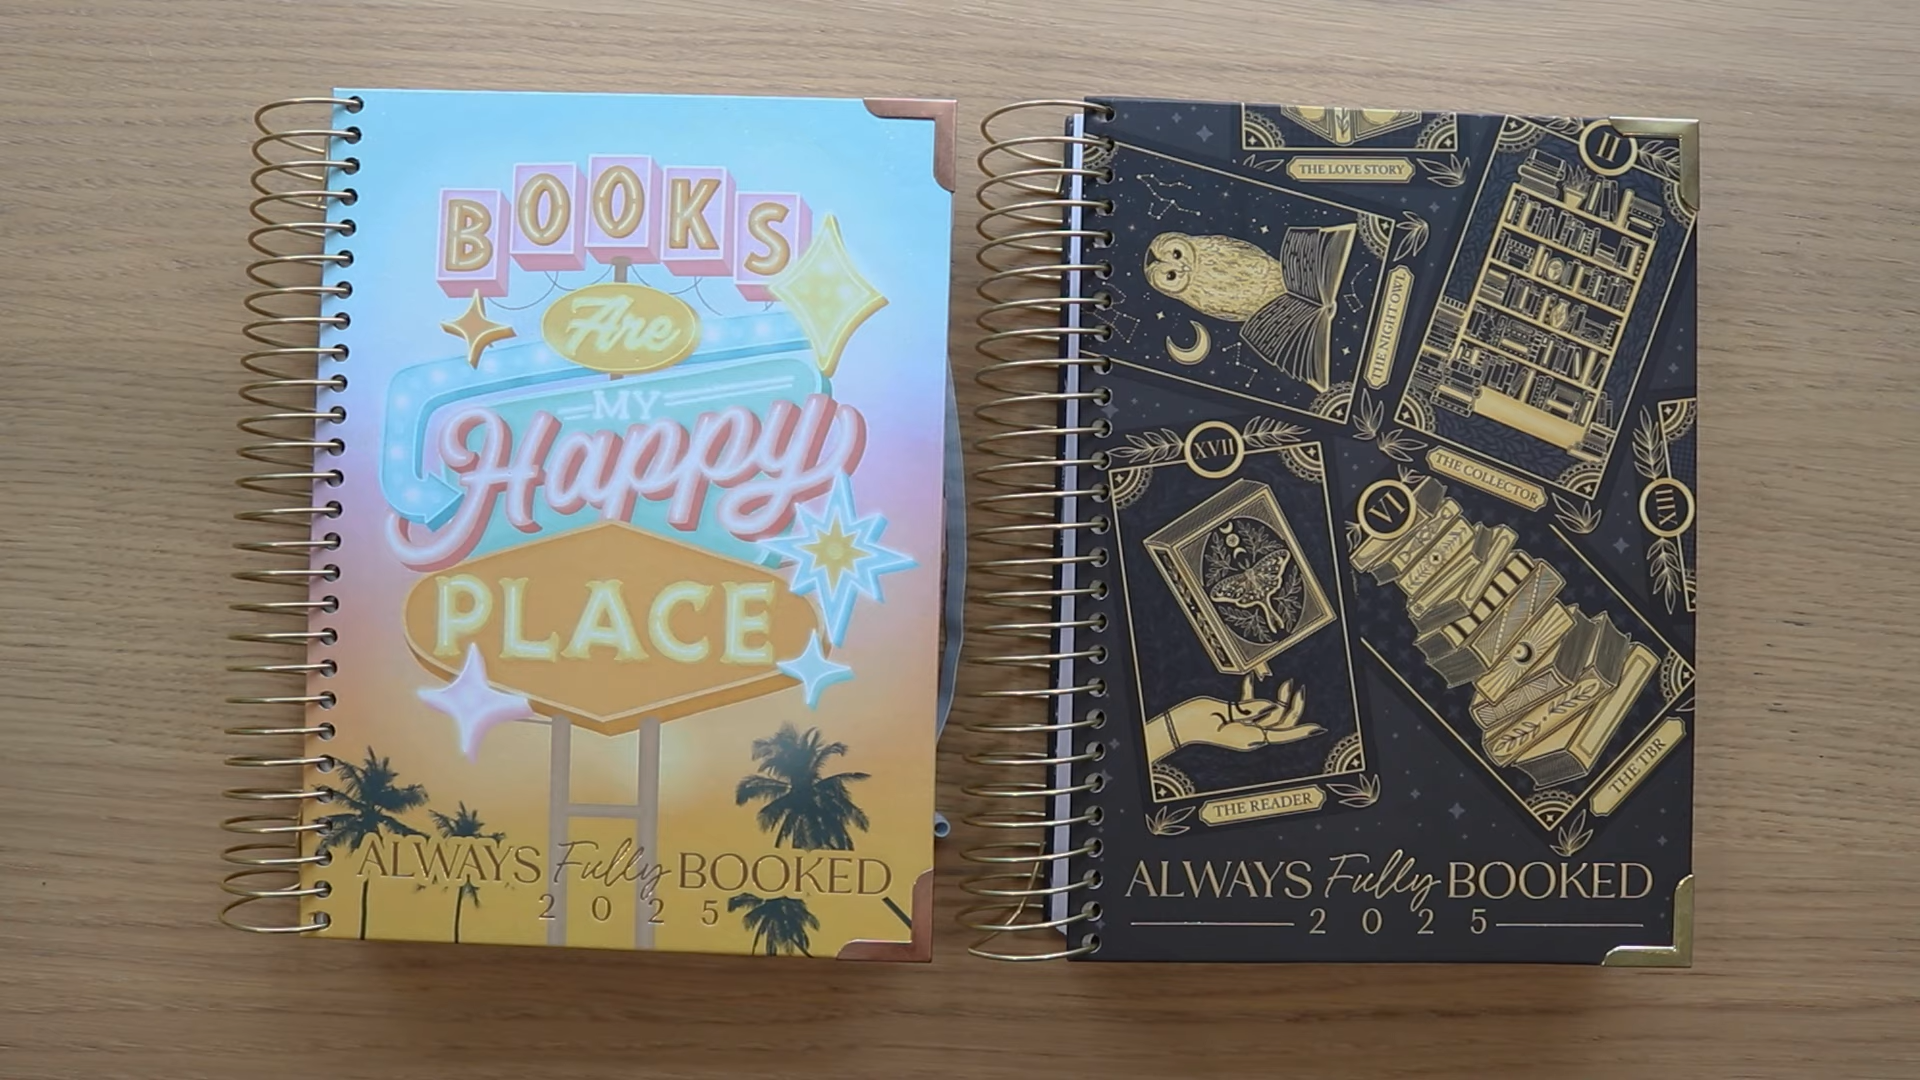 BOOKS
Are
MY
Happy
PLACE
ALWAYS Fully BOOKED
2025
THE LOVE STORY
II
THE NIGHT OWL
THE COLLECTOR
XVII
VI
XIII
THE READER
THE TBR
ALWAYS Fully BOOKED
2025